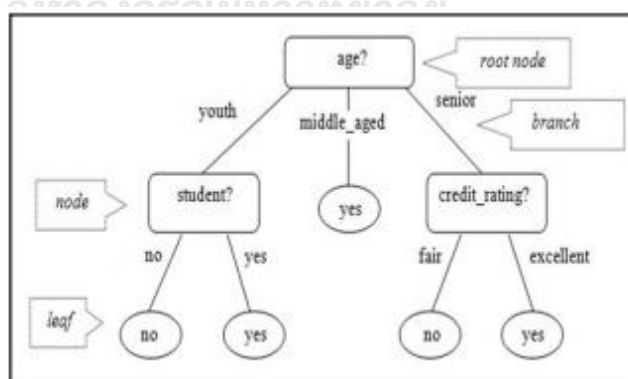 age?
root node
youth
middle_aged
senior
branch
node
student?
yes
credit_rating?
no
yes
fair
excellent
leaf
no
yes
no
yes